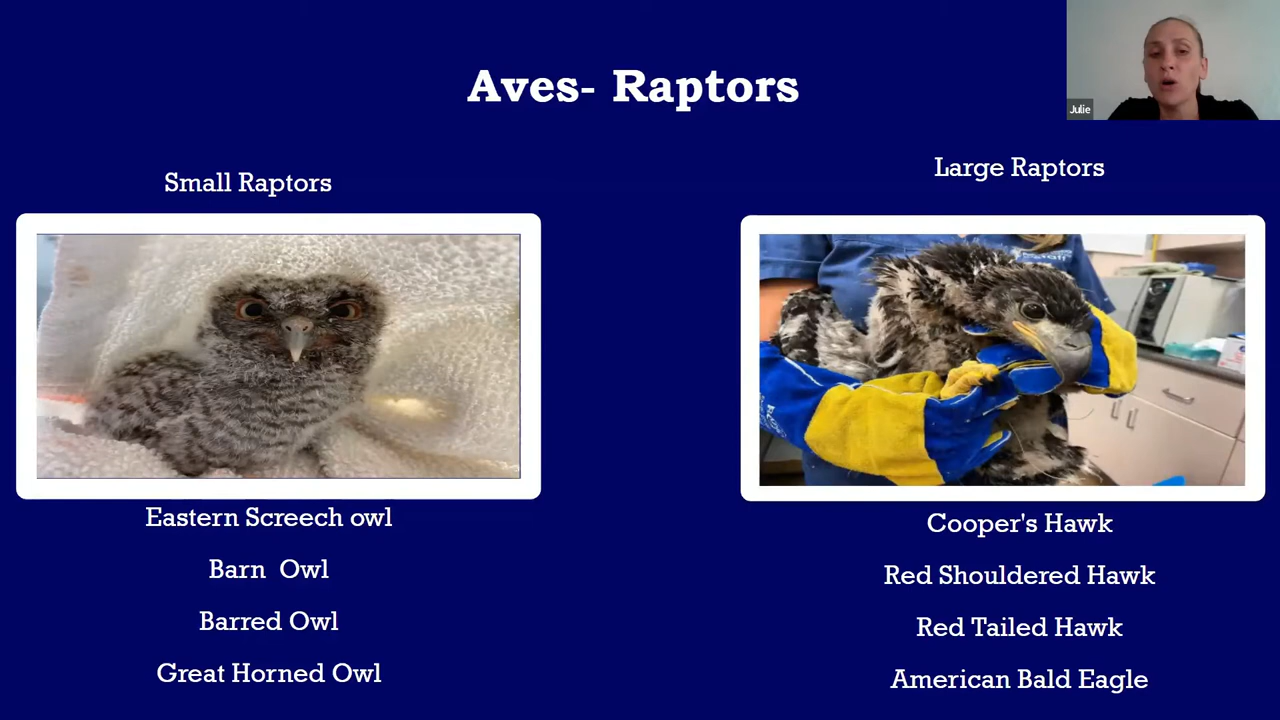 Aves- Raptors
Julie
Small Raptors
Eastern Screech owl
Barn Owl
Barred Owl
Great Horned Owl
Large Raptors
Cooper's Hawk
Red Shouldered Hawk
Red Tailed Hawk
American Bald Eagle